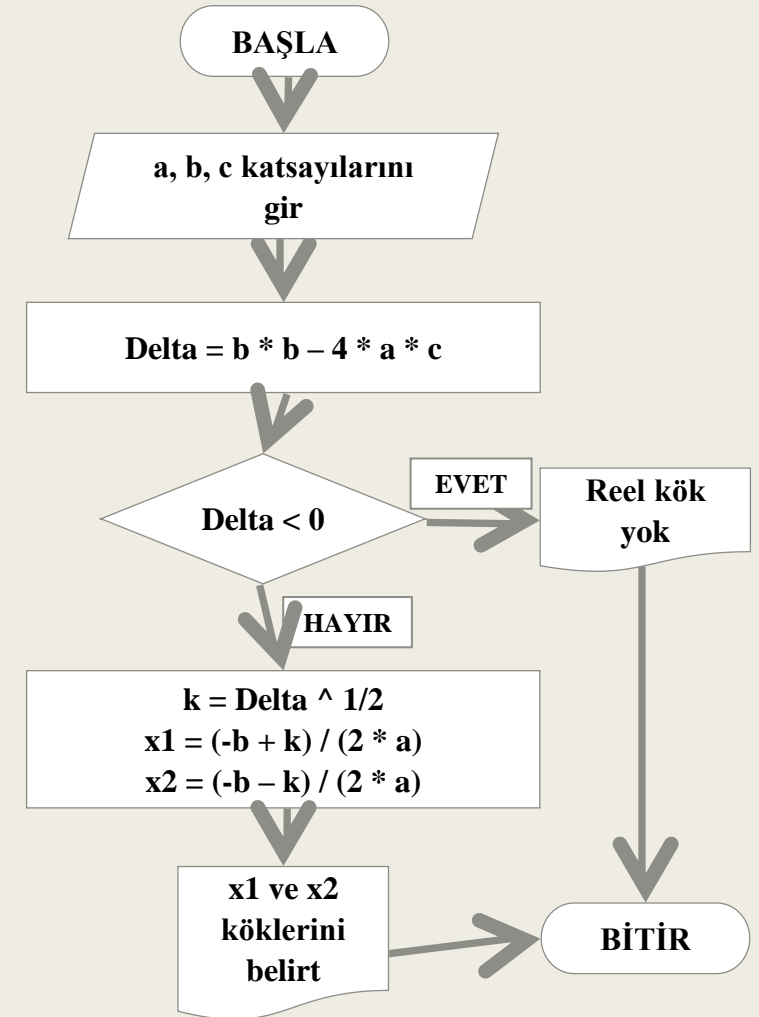 BAŞLA
a, b, c katsayılarını
gir
Delta = b * b – 4 * a * c
Delta < 0
EVET
Reel kök
yok
HAYIR
k = Delta ^ 1/2
x1 = (-b + k) / (2 * a)
x2 = (-b – k) / (2 * a)
x1 ve x2
köklerini
belirt
BİTİR